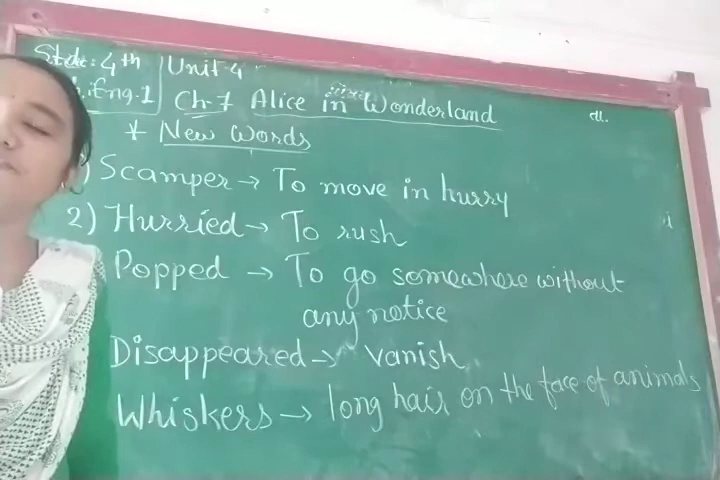 Std: 4th
Unit-4
Eng.1
Ch-7 Alice in Wonderland
dt.
* New Words
) Scamper → To move in hurry
2) Hurried → To rush
Popped → To go somewhere without
any notice
Disappeared → vanish
Whiskers → long hair on the face of animals